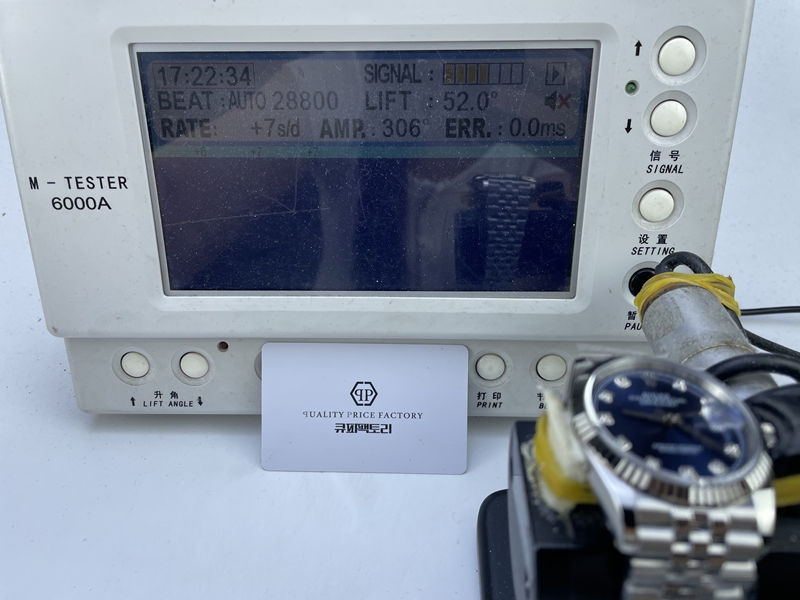 17:22:34 SIGNAL :
BEAT : AUTO 28800 LIFT : 52.0°
RATE: +7s/d AMP. : 306° ERR. : 0.0ms
M - TESTER
6000A
信号
SIGNAL
设置
SETTING
PAU
升 角
LIFT ANGLE
打印
PRINT
PP
QUALITY PRICE FACTORY
큐피팩토리